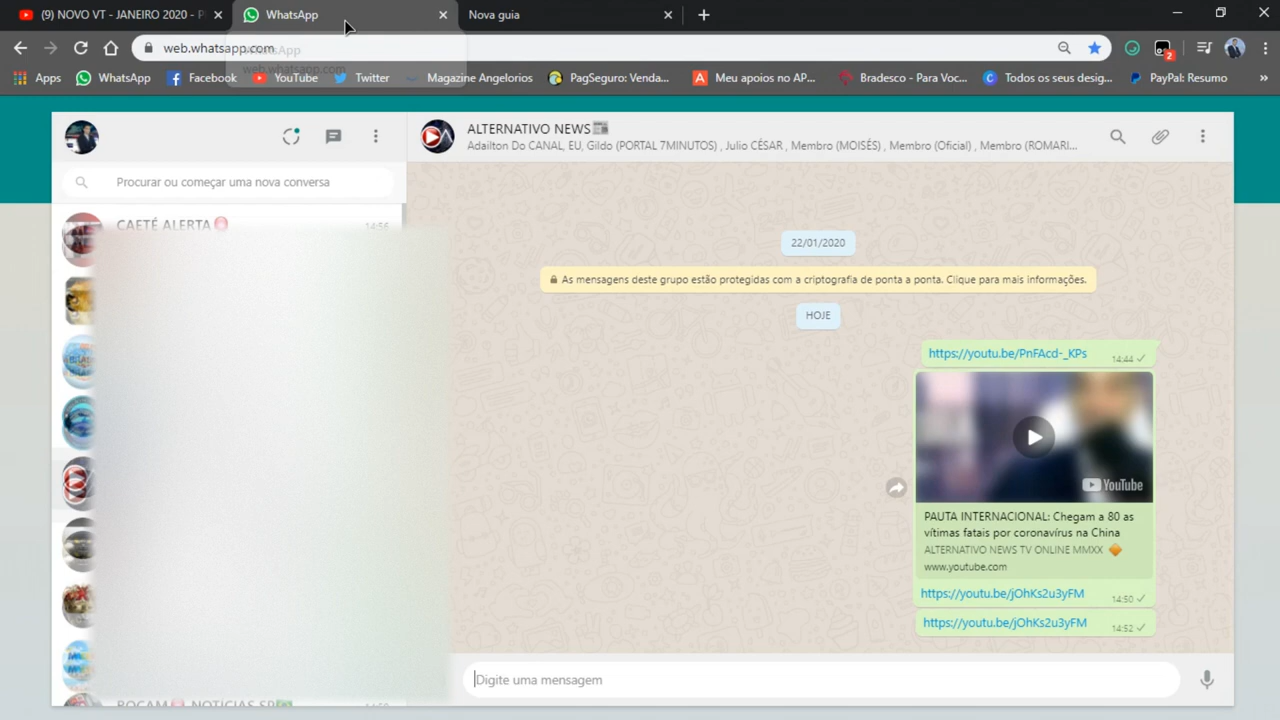 (9) NOVO VT - JANEIRO 2020 - P
WhatsApp
Nova guia
web.whatsapp.com
WhatsApp
web.whatsapp.com
2
Apps
WhatsApp
Facebook
YouTube
Twitter
Magazine Angelorios
PagSeguro: Venda...
Meu apoios no AP...
Bradesco - Para Voc...
Todos os seus desig...
PayPal: Resumo
»
ALTERNATIVO NEWS
Adailton Do CANAL, EU, Gildo (PORTAL 7MINUTOS) , Julio CÉSAR , Membro (MOISÉS) , Membro (Oficial) , Membro (ROMARI...
Procurar ou começar uma nova conversa
CAETÉ ALERTA
14:56
22/01/2020
As mensagens deste grupo estão protegidas com a criptografia de ponta a ponta. Clique para mais informações.
HOJE
https://youtu.be/PnFAcd-_KPs
14:44
YouTube
PAUTA INTERNACIONAL: Chegam a 80 as
vítimas fatais por coronavírus na China
ALTERNATIVO NEWS TV ONLINE MMXX
www.youtube.com
https://youtu.be/jOhKs2u3yFM
14:50
https://youtu.be/jOhKs2u3yFM
14:52
Digite uma mensagem